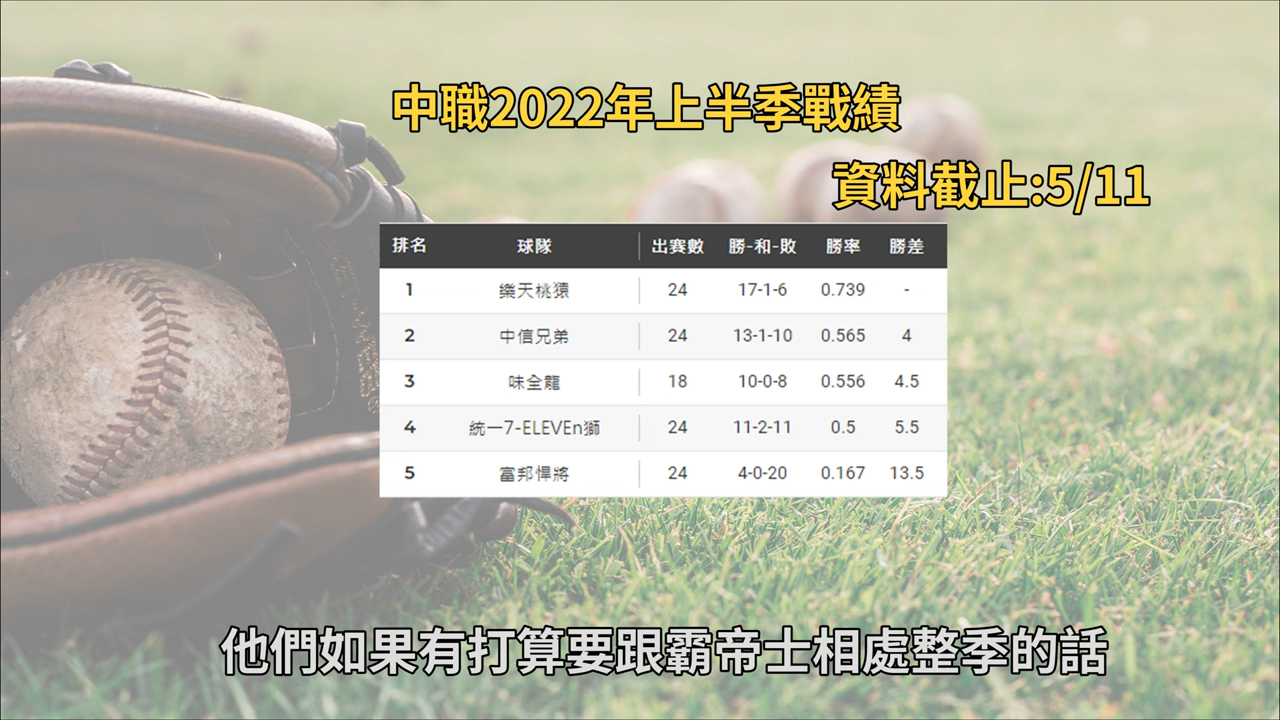 中職2022年上半季戰績
資料截止:5/11
排名 球隊 出賽數 勝-和-敗 勝率 勝差
1 樂天桃猿 24 17-1-6 0.739 -
2 中信兄弟 24 13-1-10 0.565 4
3 味全龍 18 10-0-8 0.556 4.5
4 統一7-ELEVEn獅 24 11-2-11 0.5 5.5
5 富邦悍將 24 4-0-20 0.167 13.5
他們如果有打算要跟霸帝士相處整季的話